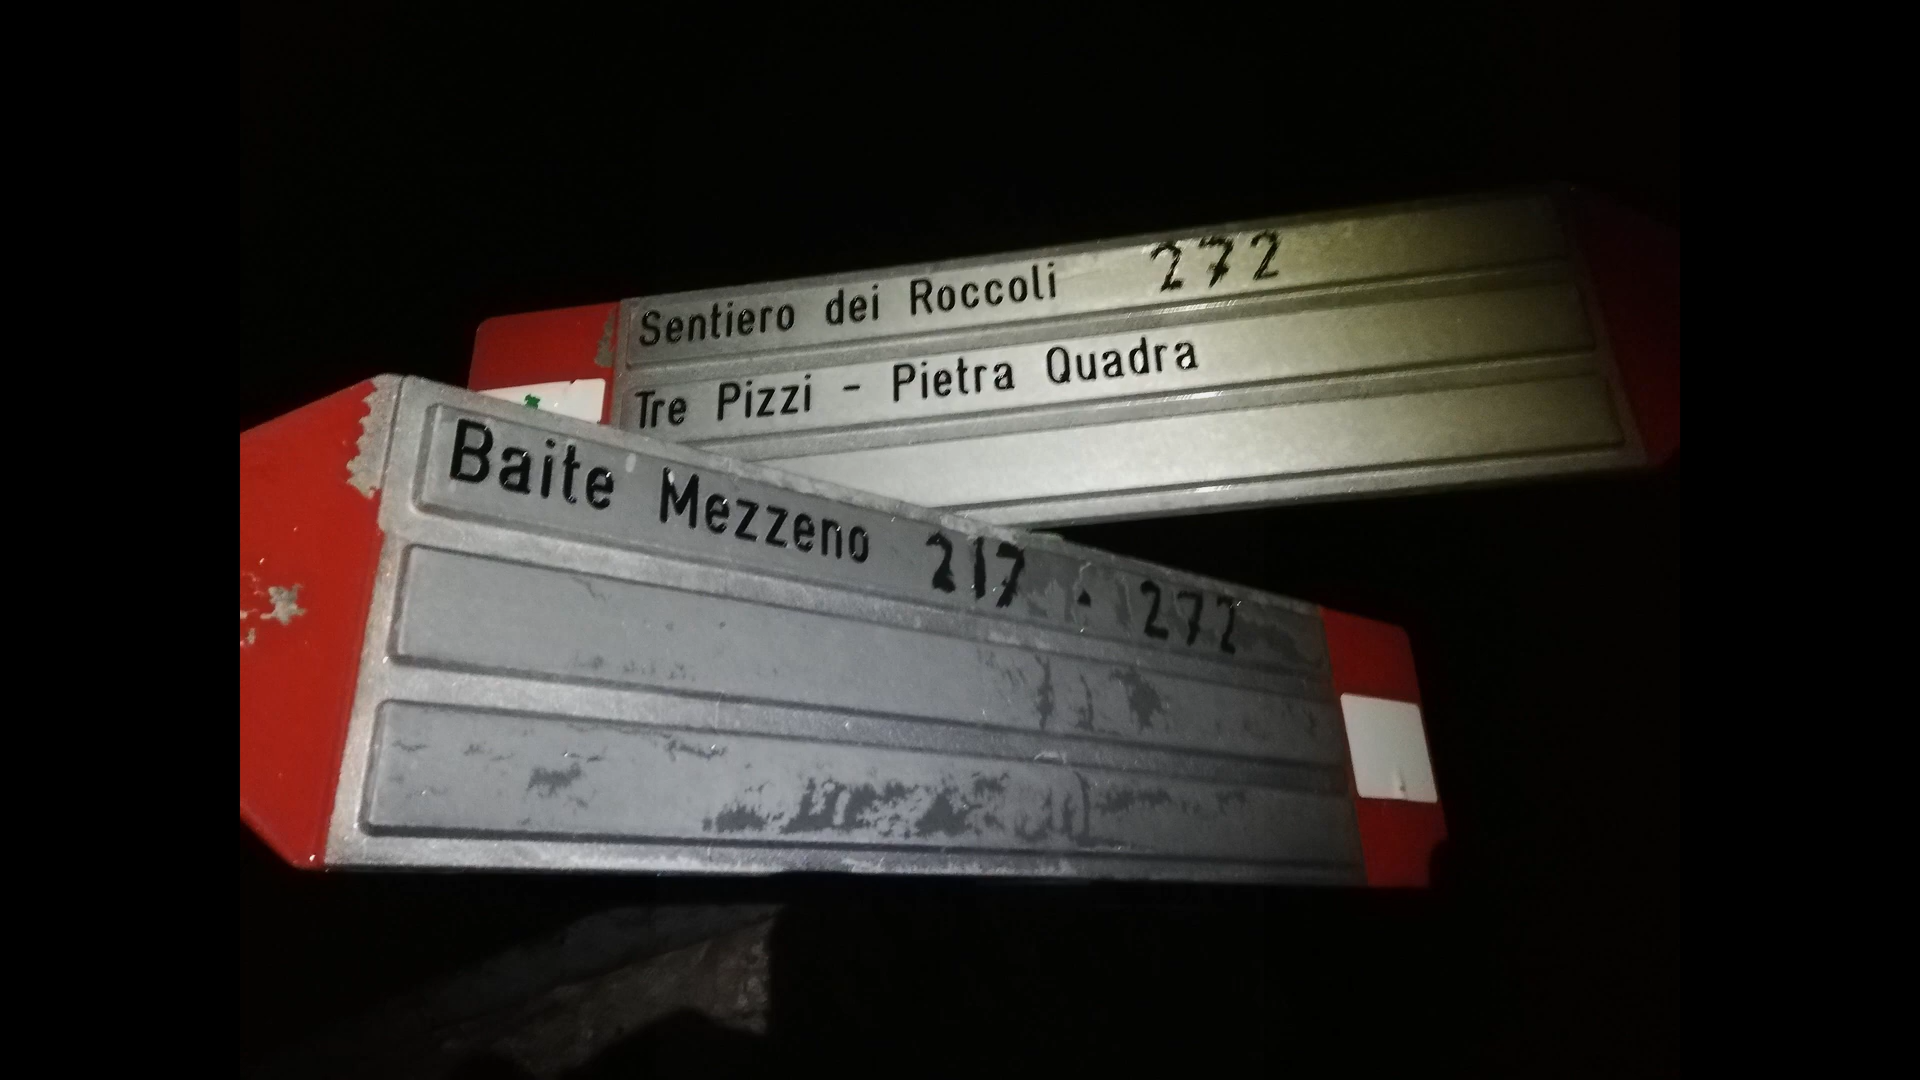 Sentiero dei Roccoli 272
Tre Pizzi - Pietra Quadra
Baite Mezzeno 217 - 272